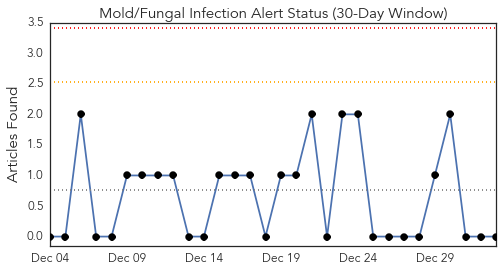 Mold/Fungal Infection Alert Status (30-Day Window)
Articles Found
3.5
3.0
2.5
2.0
1.5
1.0
0.5
0.0
Dec 04 Dec 09 Dec 14 Dec 19 Dec 24 Dec 29